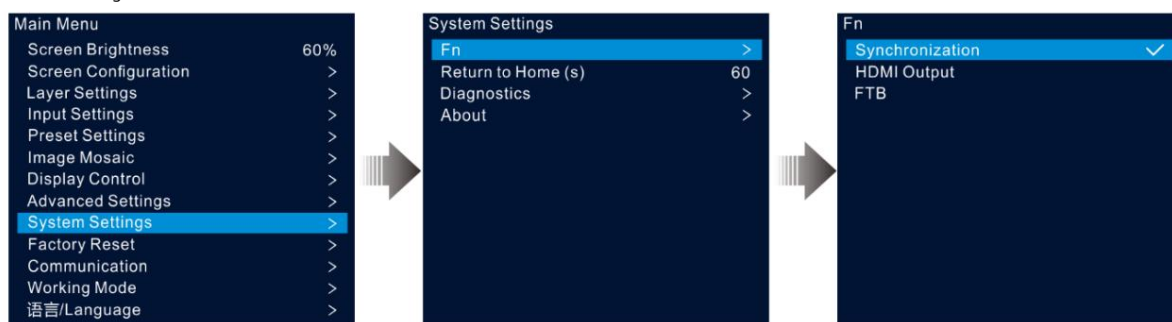 Main Menu
Screen Brightness 60%
Screen Configuration >
Layer Settings >
Input Settings >
Preset Settings >
Image Mosaic >
Display Control >
Advanced Settings >
System Settings >
Factory Reset >
Communication >
Working Mode >
语言/Language >
System Settings
Fn >
Return to Home (s) 60
Diagnostics >
About >
Fn
Synchronization ✓
HDMI Output
FTB